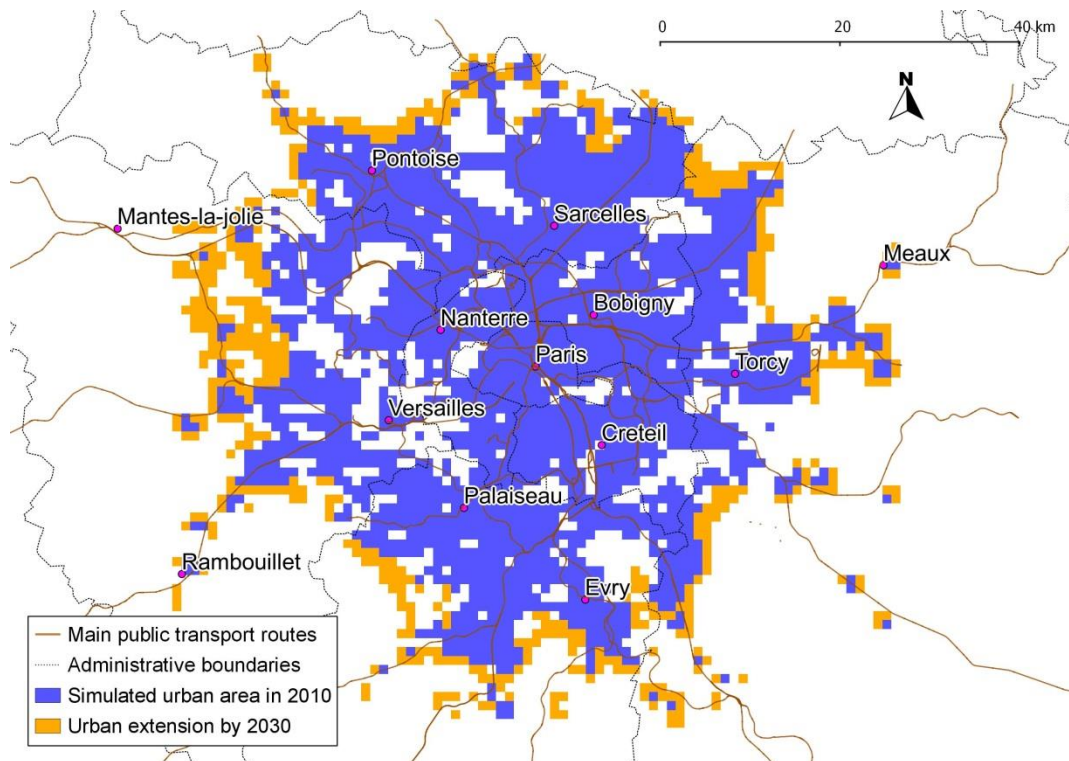 0 20 40 km
N
Pontoise
Mantes-la-jolie
Sarcelles
Meaux
Bobigny
Nanterre
Paris
Torcy
Versailles
Creteil
Palaiseau
Rambouillet
Evry
Main public transport routes
Administrative boundaries
Simulated urban area in 2010
Urban extension by 2030